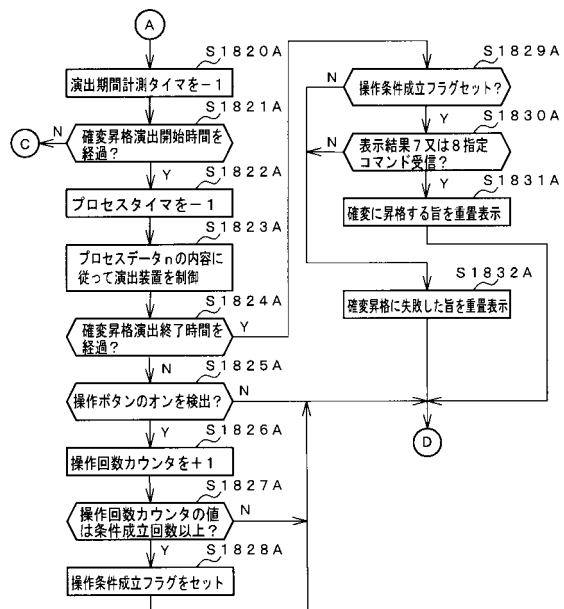 A
S1820A
演出期間計測タイマを－1
S1821A
確変昇格演出開始時間を
経過？
N
C
Y
S1822A
プロセスタイマを－1
S1823A
プロセスデータnの内容に
従って演出装置を制御
S1824A
確変昇格演出終了時間を
経過？
Y
N
S1825A
操作ボタンのオンを検出？
N
Y
S1826A
操作回数カウンタを＋1
S1827A
操作回数カウンタの値
は条件成立回数以上？
N
Y
S1828A
操作条件成立フラグをセット
S1829A
操作条件成立フラグセット？
N
Y
S1830A
表示結果7又は8指定
コマンド受信？
N
Y
S1831A
確変に昇格する旨を重畳表示
S1832A
確変昇格に失敗した旨を重畳表示
D